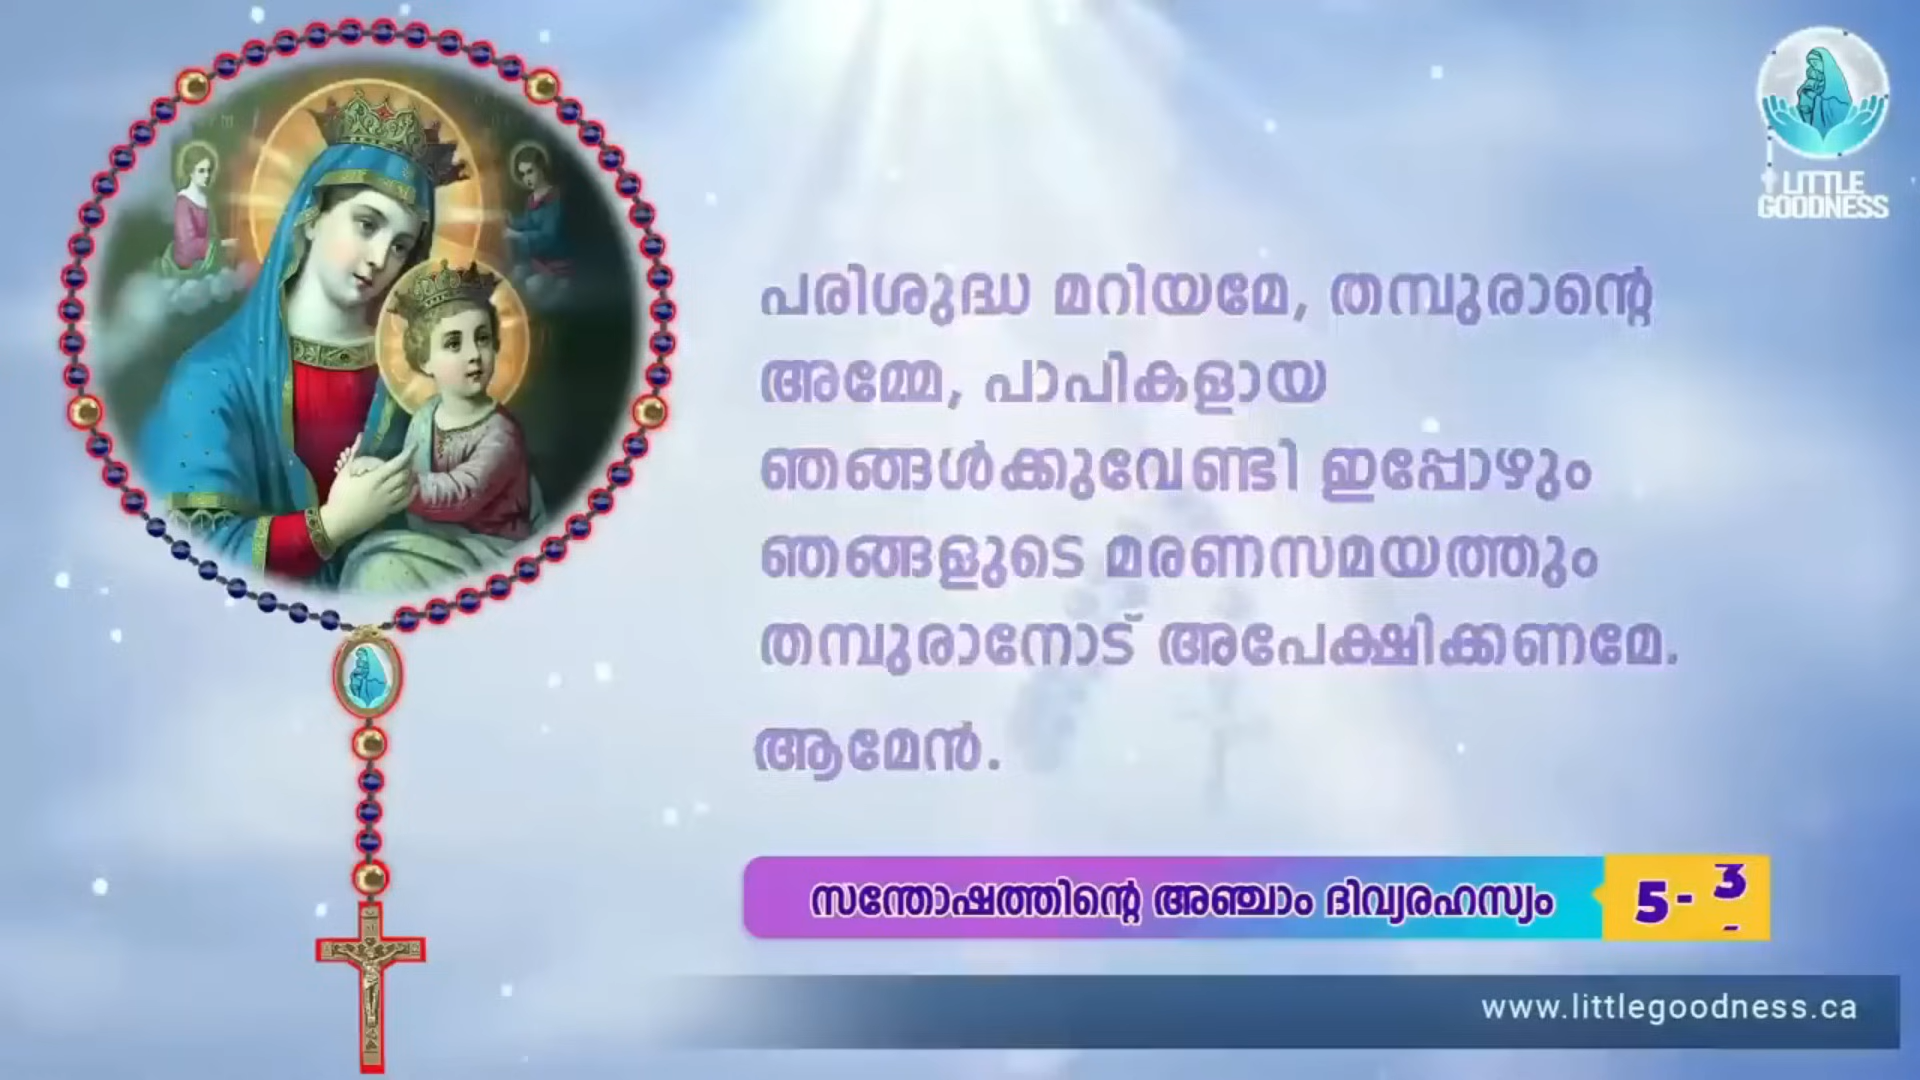 LITTLE
GOODNESS
പരിശുദ്ധ മറിയമേ, തമ്പുരാന്റെ
അമ്മേ, പാപികളായ
ഞങ്ങൾക്കുവേണ്ടി ഇപ്പോഴും
ഞങ്ങളുടെ മരണസമയത്തും
തമ്പുരാനോട് അപേക്ഷിക്കണമേ.
ആമേൻ.
സന്തോഷത്തിന്റെ അഞ്ചാം ദിവ്യരഹസ്യം 5- 3
www.littlegoodness.ca